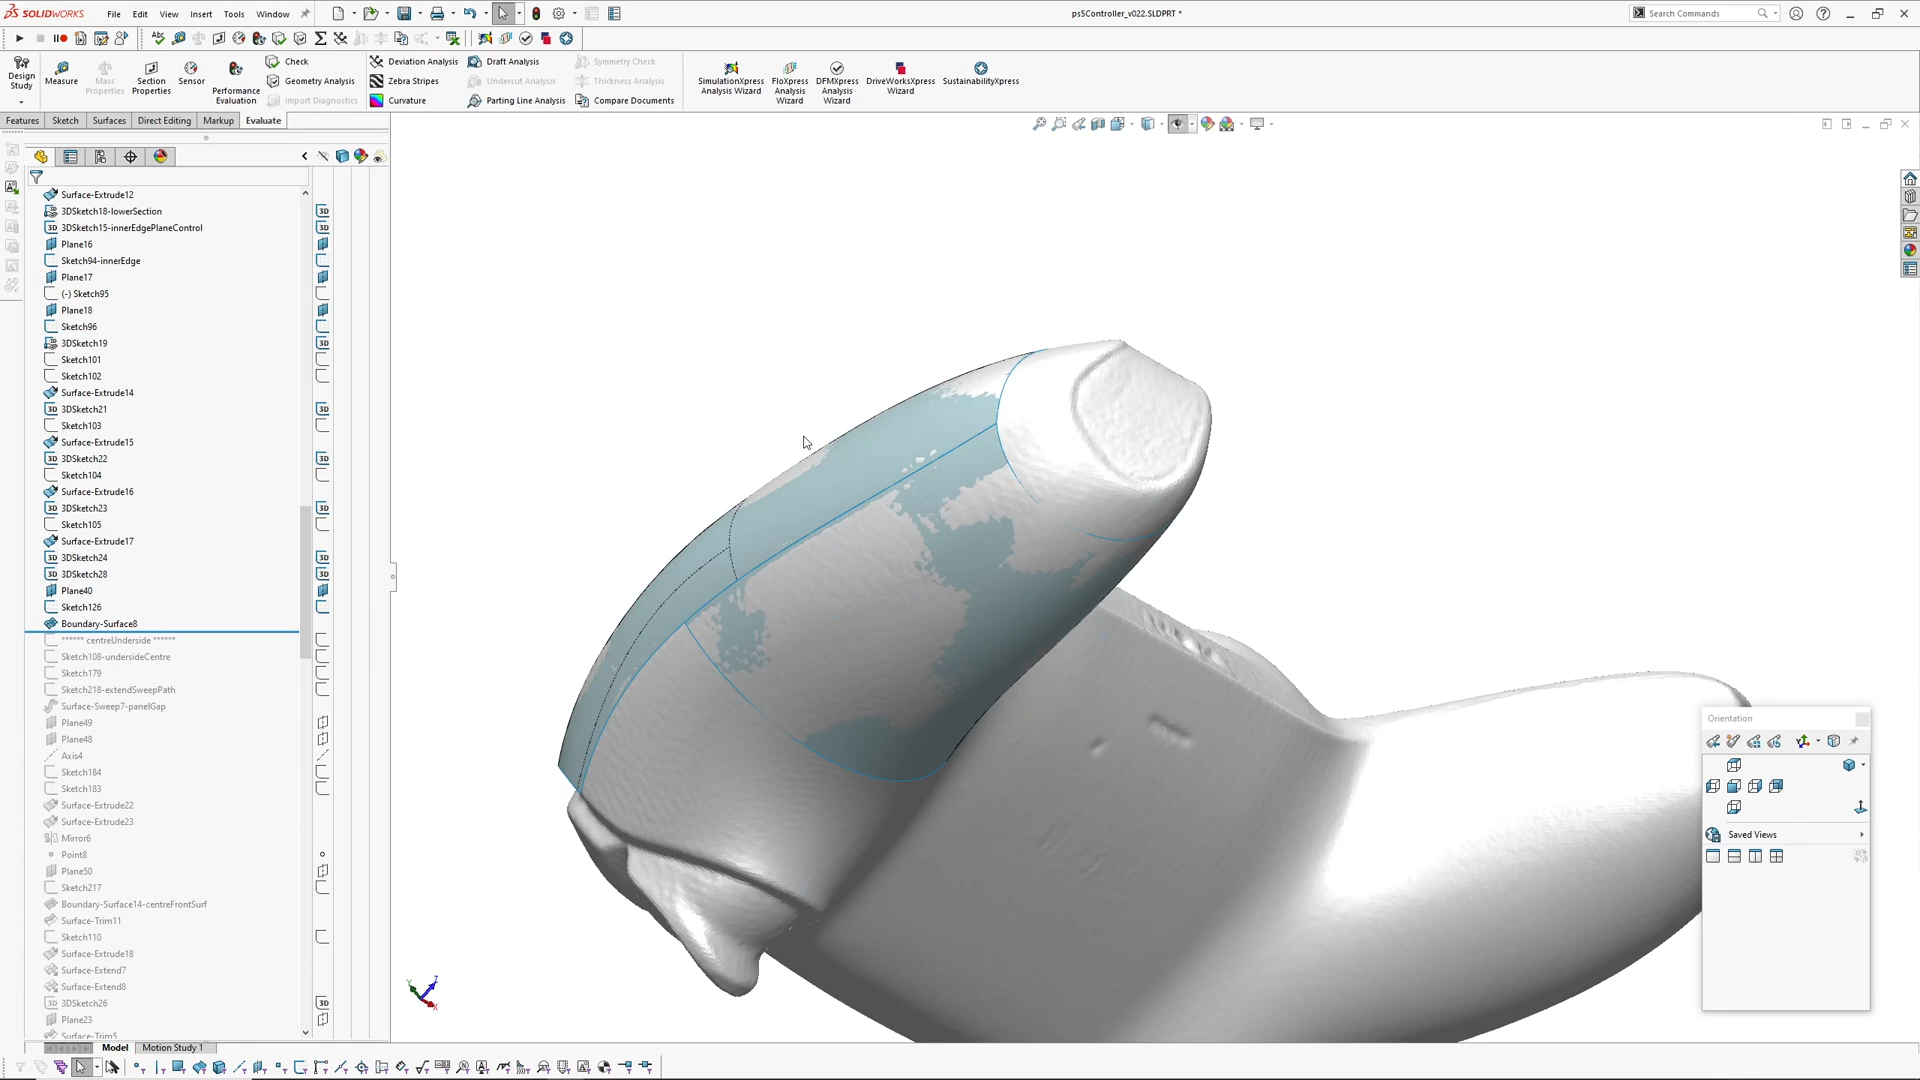 SOLIDWORKS File Edit View Insert Tools Window ps5Controller_v022.SLDPRT * Search Commands
Design Study
Measure
Mass Properties
Section Properties
Sensor
Performance Evaluation
Check
Geometry Analysis
Import Diagnostics
Deviation Analysis
Zebra Stripes
Curvature
Draft Analysis
Undercut Analysis
Parting Line Analysis
Symmetry Check
Thickness Analysis
Compare Documents
SimulationXpress Analysis Wizard
FloXpress Analysis Wizard
DFMXpress Analysis Wizard
DriveWorksXpress Wizard
SustainabilityXpress
Features Sketch Surfaces Direct Editing Markup Evaluate
Surface-Extrude12
3DSketch18-lowerSection
3DSketch15-innerEdgePlaneControl
Plane16
Sketch94-innerEdge
Plane17
(-) Sketch95
Plane18
Sketch96
3DSketch19
Sketch101
Sketch102
Surface-Extrude14
3DSketch21
Sketch103
Surface-Extrude15
3DSketch22
Sketch104
Surface-Extrude16
3DSketch23
Sketch105
Surface-Extrude17
3DSketch24
3DSketch28
Plane40
Sketch126
Boundary-Surface8
****** centreUnderside ******
Sketch108-undersideCentre
Sketch179
Sketch218-extendSweepPath
Surface-Sweep7-panelGap
Plane49
Plane48
Axis4
Sketch184
Sketch183
Surface-Extrude22
Surface-Extrude23
Mirror6
Point8
Plane50
Sketch217
Boundary-Surface14-centreFrontSurf
Surface-Trim11
Sketch110
Surface-Extrude18
Surface-Extend7
Surface-Extend8
3DSketch26
Plane23
Surface-Trim5
Orientation
Saved Views
Model Motion Study 1